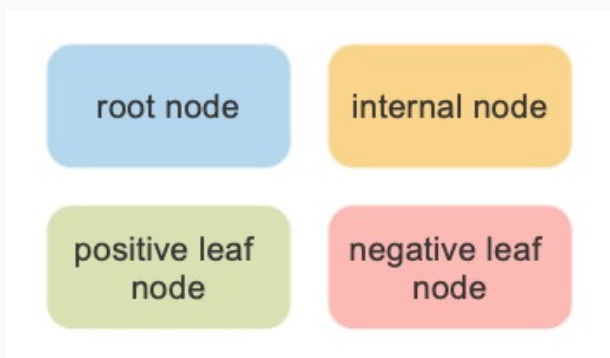 root node
internal node
positive leaf
node
negative leaf
node